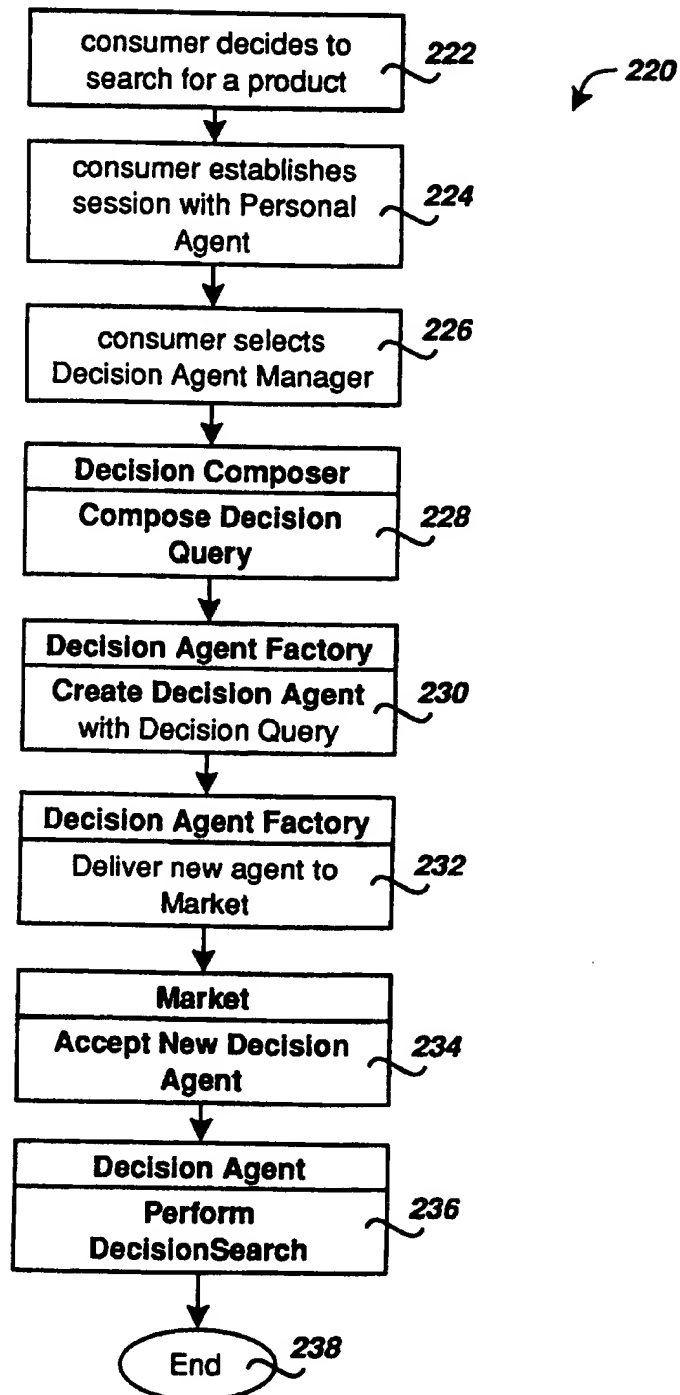 consumer decides to
search for a product
222
220
consumer establishes
session with Personal
Agent
224
consumer selects
Decision Agent Manager
226
Decision Composer
Compose Decision
Query
228
Decision Agent Factory
Create Decision Agent
with Decision Query
230
Decision Agent Factory
Deliver new agent to
Market
232
Market
Accept New Decision
Agent
234
Decision Agent
Perform
DecisionSearch
236
End
238